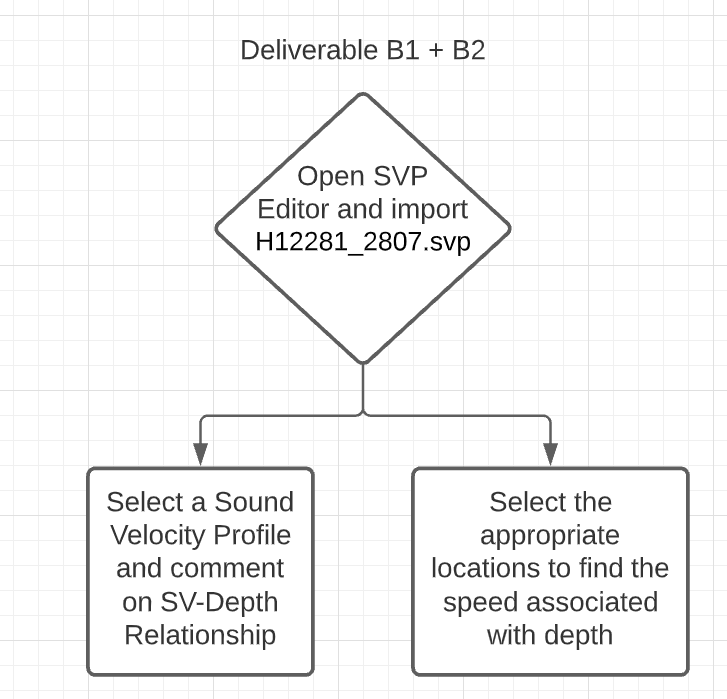 Deliverable B1 + B2
Open SVP
Editor and import
H12281_2807.svp
Select a Sound
Velocity Profile
and comment
on SV-Depth
Relationship
Select the
appropriate
locations to find the
speed associated
with depth